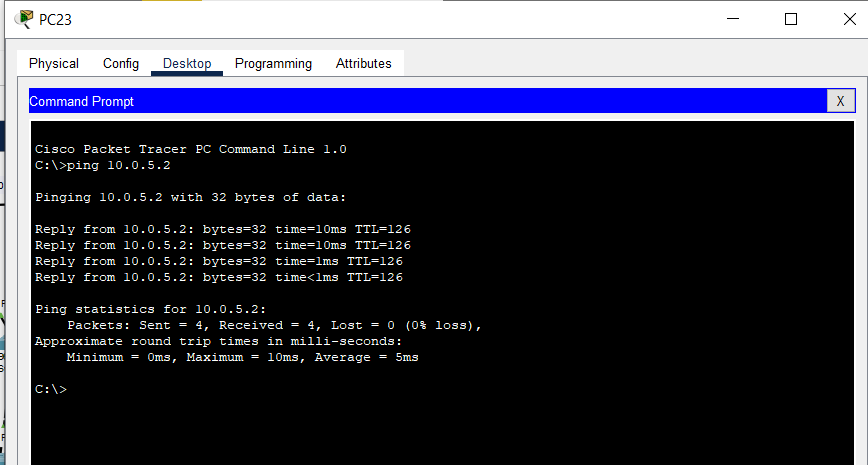 PC23
Physical Config Desktop Programming Attributes
Command Prompt
X
Cisco Packet Tracer PC Command Line 1.0
C:\>ping 10.0.5.2
Pinging 10.0.5.2 with 32 bytes of data:
Reply from 10.0.5.2: bytes=32 time=10ms TTL=126
Reply from 10.0.5.2: bytes=32 time=10ms TTL=126
Reply from 10.0.5.2: bytes=32 time=1ms TTL=126
Reply from 10.0.5.2: bytes=32 time<1ms TTL=126
Ping statistics for 10.0.5.2:
Packets: Sent = 4, Received = 4, Lost = 0 (0% loss),
Approximate round trip times in milli-seconds:
Minimum = 0ms, Maximum = 10ms, Average = 5ms
C:\>